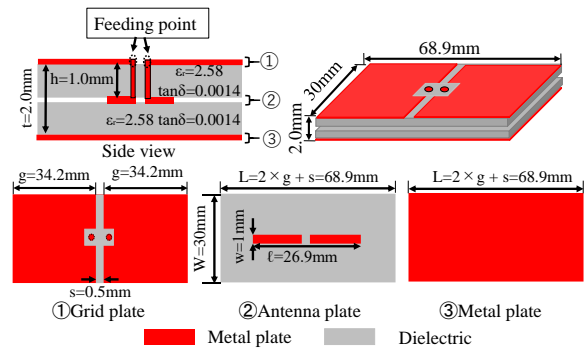 Feeding point
h=1.0mm
εᵣ=2.58
tanδ=0.0014
t=2.0mm
εᵣ=2.58 tanδ=0.0014
①
②
③
Side view
68.9mm
30mm
2.0mm
g=34.2mm
g=34.2mm
s=0.5mm
①Grid plate
L=2 × g + s=68.9mm
W=30mm
w=1mm
ℓ=26.9mm
②Antenna plate
L=2 × g + s=68.9mm
③Metal plate
Metal plate
Dielectric